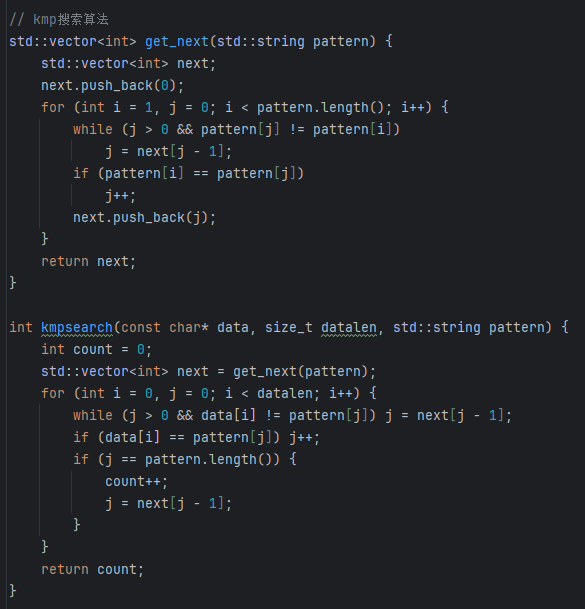 // kmp搜索算法
std::vector<int> get_next(std::string pattern) {
    std::vector<int> next;
    next.push_back(0);
    for (int i = 1, j = 0; i < pattern.length(); i++) {
        while (j > 0 && pattern[j] != pattern[i])
            j = next[j - 1];
        if (pattern[i] == pattern[j])
            j++;
        next.push_back(j);
    }
    return next;
}

int kmpsearch(const char* data, size_t datalen, std::string pattern) {
    int count = 0;
    std::vector<int> next = get_next(pattern);
    for (int i = 0, j = 0; i < datalen; i++) {
        while (j > 0 && data[i] != pattern[j]) j = next[j - 1];
        if (data[i] == pattern[j]) j++;
        if (j == pattern.length()) {
            count++;
            j = next[j - 1];
        }
    }
    return count;
}